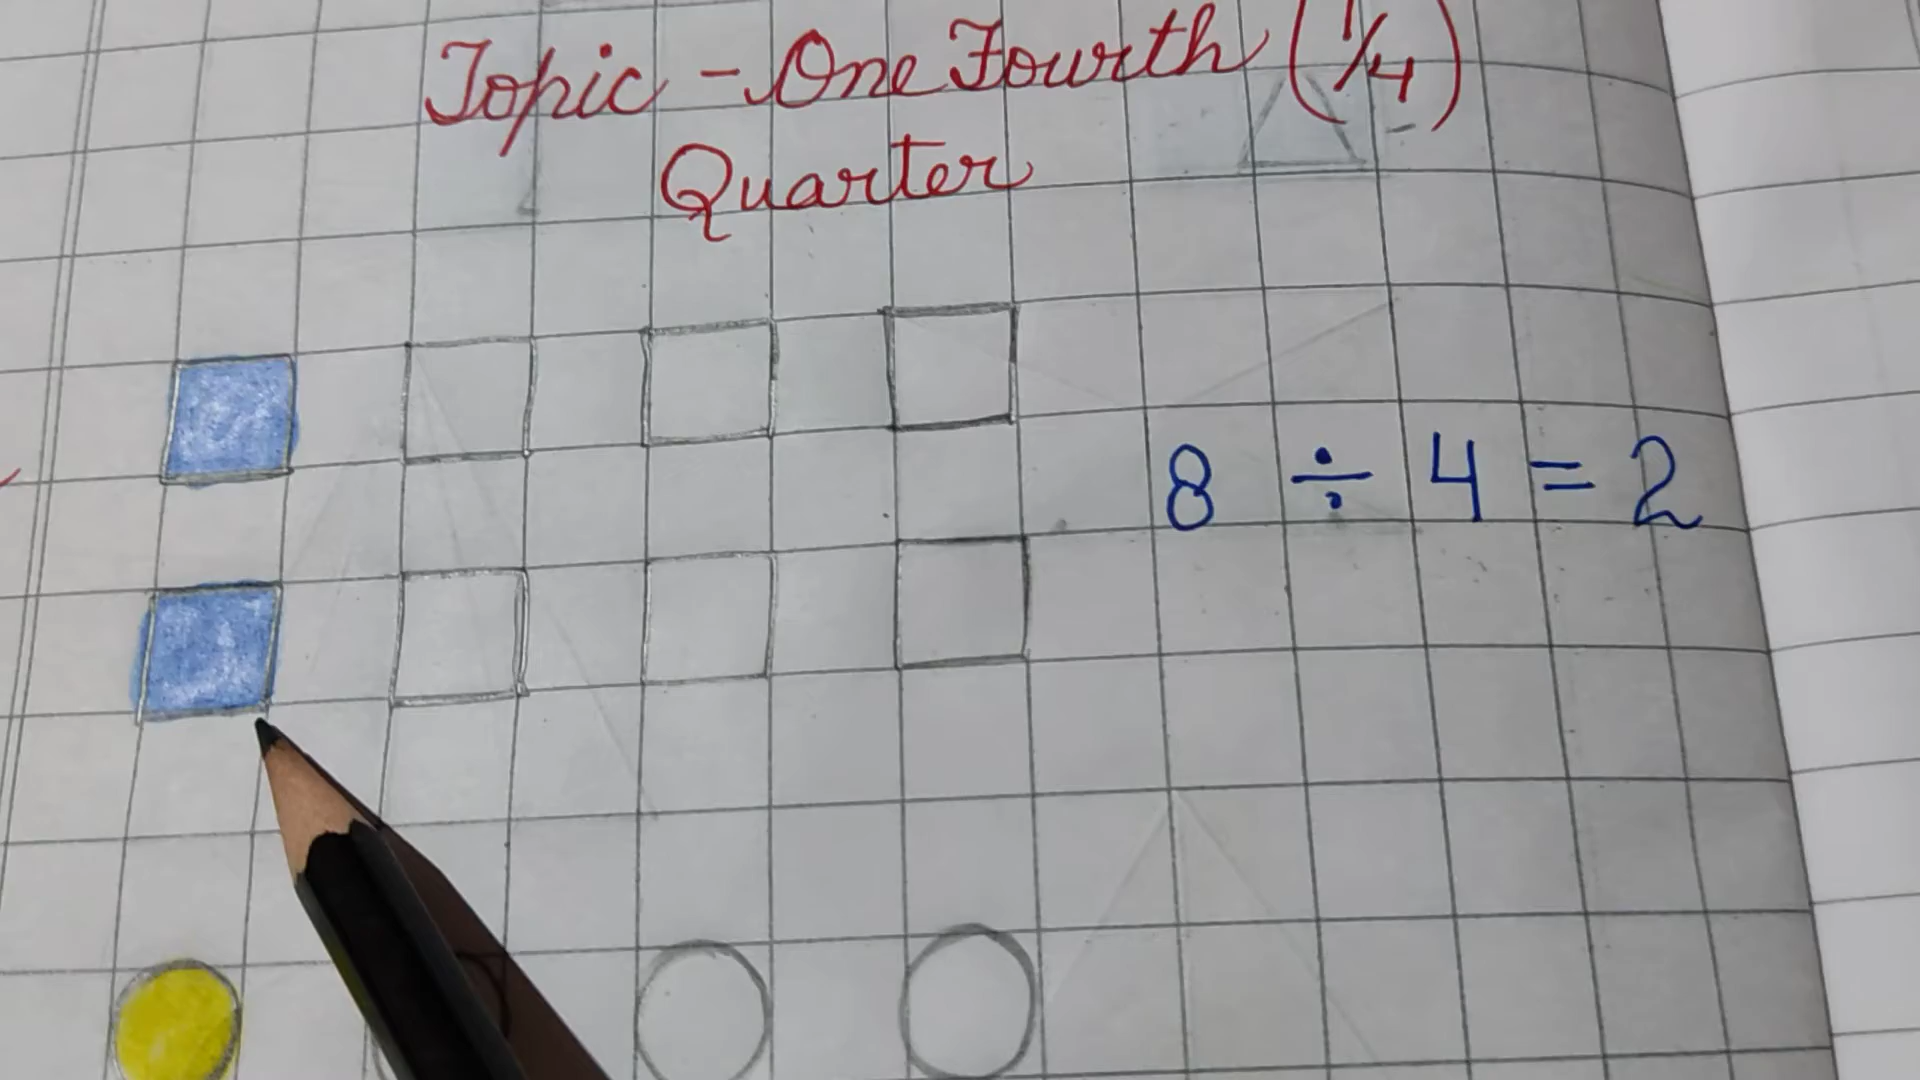 Topic - One Fourth (1/4)
Quarter
8 ÷ 4 = 2